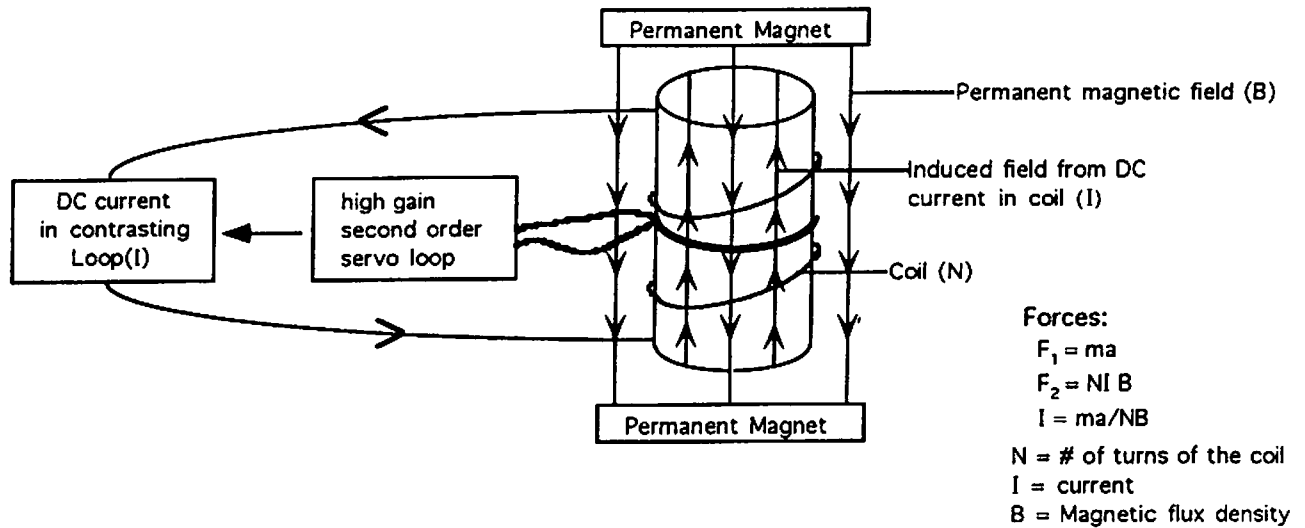 Permanent Magnet
Permanent magnetic field (B)
Induced field from DC
current in coil (I)
DC current
in contrasting
Loop(I)
high gain
second order
servo loop
Coil (N)
Permanent Magnet
Forces:
F₁ = ma
F₂ = NI B
I = ma/NB
N = # of turns of the coil
I = current
B = Magnetic flux density